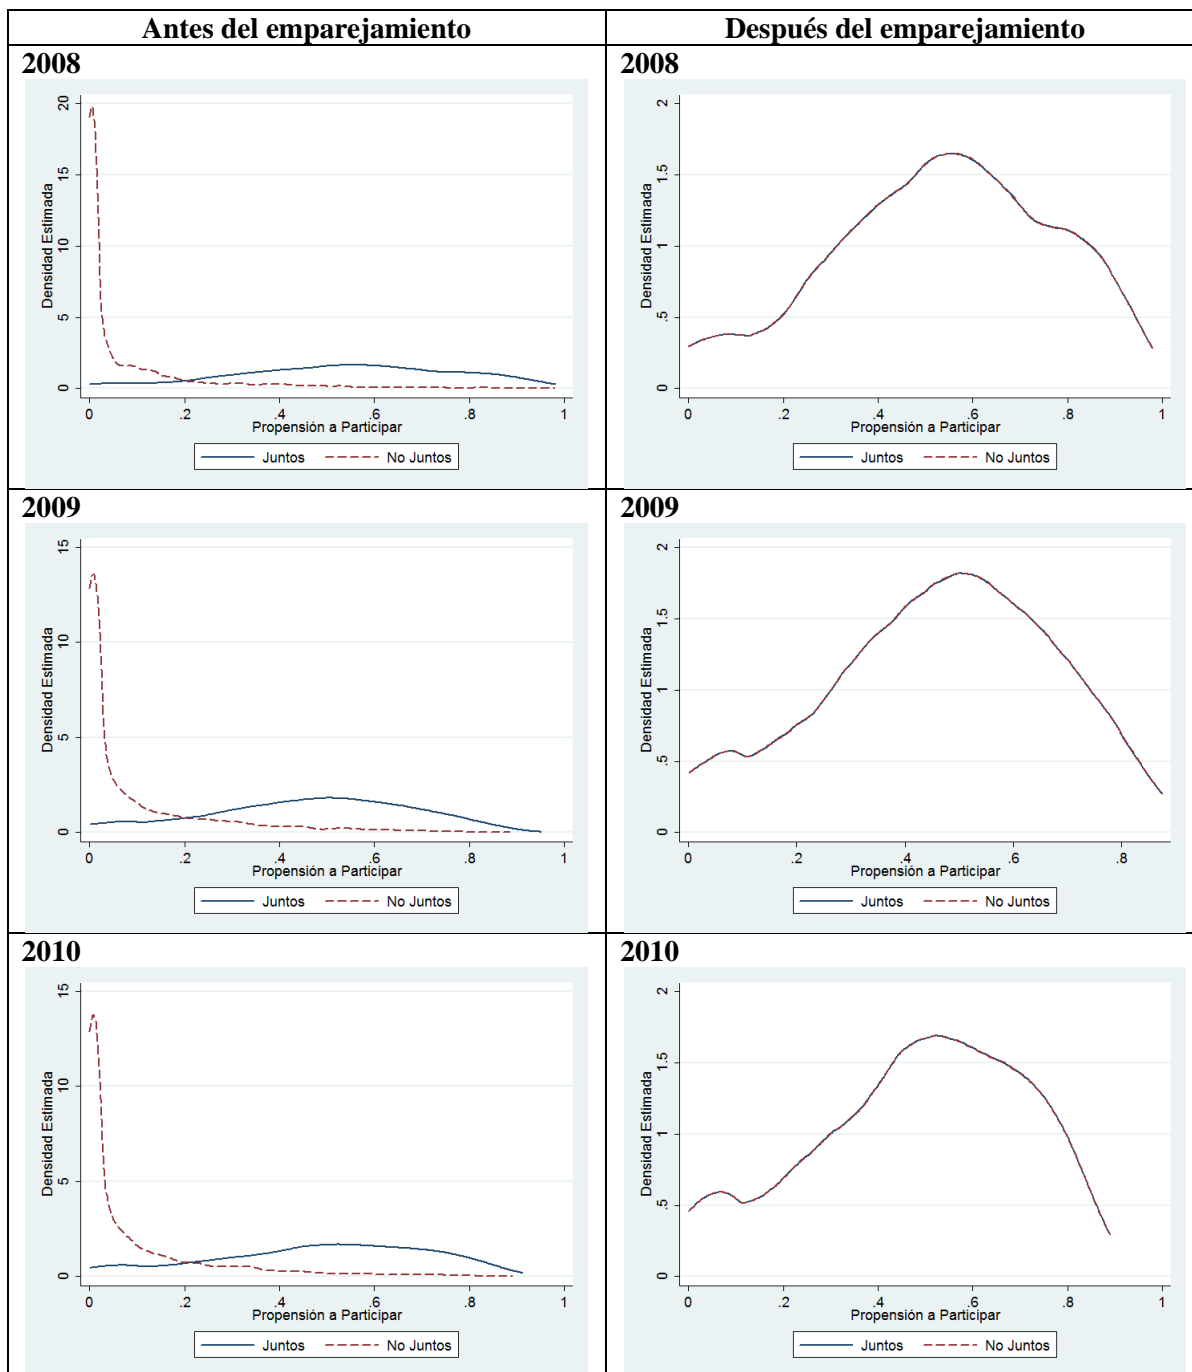 Antes del emparejamiento
Después del emparejamiento
2008
Densidad Estimada
20
15
10
5
0
0 .2 .4 .6 .8 1
Propensión a Participar
Juntos No Juntos
2008
Densidad Estimada
2
1.5
1
.5
0
0 .2 .4 .6 .8 1
Propensión a Participar
Juntos No Juntos
2009
Densidad Estimada
15
10
5
0
0 .2 .4 .6 .8 1
Propensión a Participar
Juntos No Juntos
2009
Densidad Estimada
2
1.5
1
.5
0
0 .2 .4 .6 .8
Propensión a Participar
Juntos No Juntos
2010
Densidad Estimada
15
10
5
0
0 .2 .4 .6 .8 1
Propensión a Participar
Juntos No Juntos
2010
Densidad Estimada
2
1.5
1
.5
0
0 .2 .4 .6 .8 1
Propensión a Participar
Juntos No Juntos